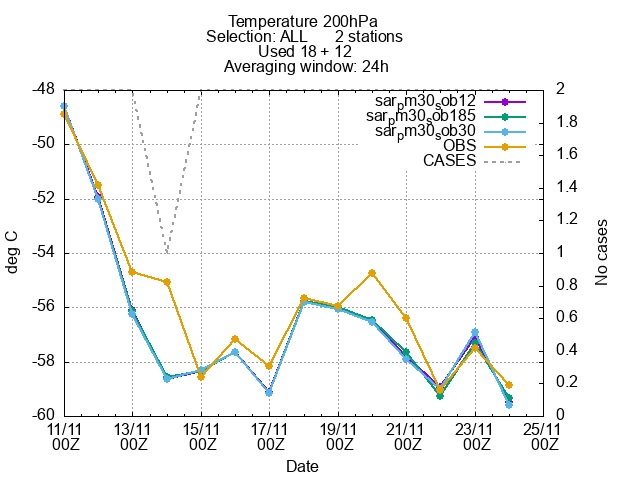 Temperature 200hPa
Selection: ALL 2 stations
Used 18 + 12
Averaging window: 24h
-48
-50
-52
-54
-56
-58
-60
deg C
2
1.8
1.6
1.4
1.2
1
0.8
0.6
0.4
0.2
0
No cases
sarpm30sob12
sarpm30sob185
sarpm30sob30
OBS
CASES
11/11 13/11 15/11 17/11 19/11 21/11 23/11 25/11
00Z 00Z 00Z 00Z 00Z 00Z 00Z 00Z
Date